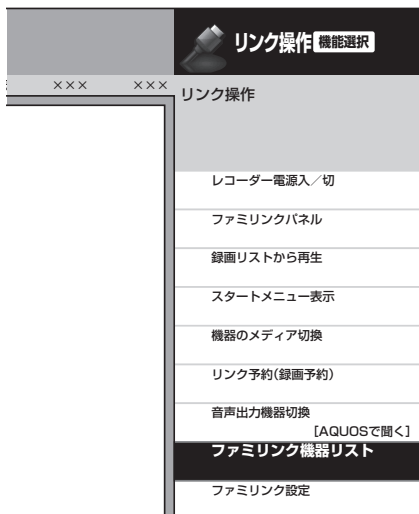 リンク操作 機能選択
××× ×××
リンク操作
レコーダー電源入／切
ファミリンクパネル
録画リストから再生
スタートメニュー表示
機器のメディア切換
リンク予約(録画予約)
音声出力機器切換
[AQUOSで聞く]
ファミリンク機器リスト
ファミリンク設定